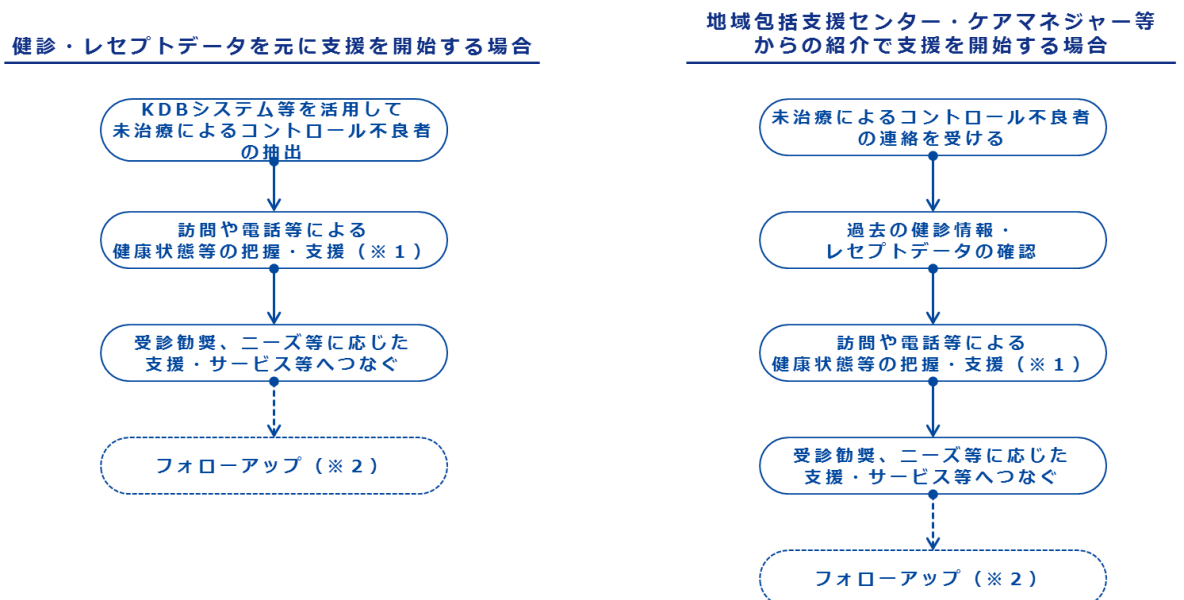 健診・レセプトデータを元に支援を開始する場合
KDBシステム等を活用して
未治療によるコントロール不良者
の抽出
訪問や電話等による
健康状態等の把握・支援（※１）
受診勧奨、ニーズ等に応じた
支援・サービス等へつなぐ
フォローアップ（※２）
地域包括支援センター・ケアマネジャー等
からの紹介で支援を開始する場合
未治療によるコントロール不良者
の連絡を受ける
過去の健診情報・
レセプトデータの確認
訪問や電話等による
健康状態等の把握・支援（※１）
受診勧奨、ニーズ等に応じた
支援・サービス等へつなぐ
フォローアップ（※２）